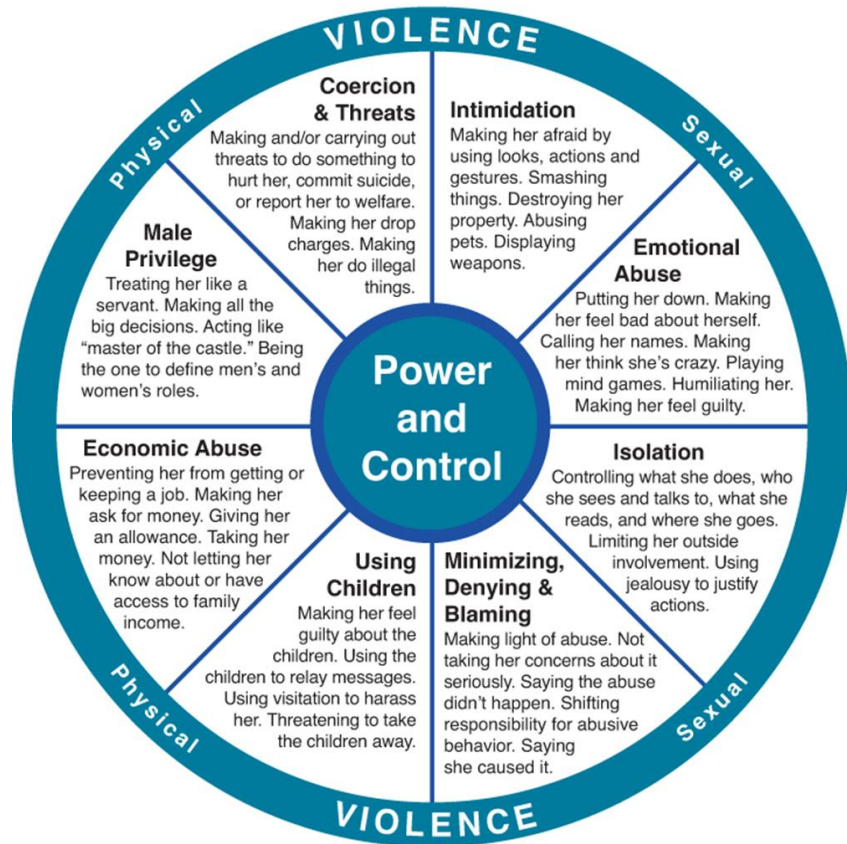 VIOLENCE
Physical
Sexual
Coercion
& Threats
Making and/or carrying out
threats to do something to
hurt her, commit suicide,
or report her to welfare.
Making her drop
charges. Making
her do illegal
things.
Intimidation
Making her afraid by
using looks, actions and
gestures. Smashing
things. Destroying her
property. Abusing
pets. Displaying
weapons.
Male
Privilege
Treating her like a
servant. Making all the
big decisions. Acting like
“master of the castle.” Being
the one to define men’s and
women’s roles.
Emotional
Abuse
Putting her down. Making
her feel bad about herself.
Calling her names. Making
her think she’s crazy. Playing
mind games. Humiliating her.
Making her feel guilty.
Power
and
Control
Economic Abuse
Preventing her from getting or
keeping a job. Making her
ask for money. Giving her
an allowance. Taking her
money. Not letting her
know about or have
access to family
income.
Isolation
Controlling what she does, who
she sees and talks to, what she
reads, and where she goes.
Limiting her outside
involvement. Using
jealousy to justify
actions.
Using
Children
Making her feel
guilty about the
children. Using the
children to relay messages.
Using visitation to harass
her. Threatening to take
the children away.
Minimizing,
Denying &
Blaming
Making light of abuse. Not
taking her concerns about it
seriously. Saying the abuse
didn’t happen. Shifting
responsibility for abusive
behavior. Saying
she caused it.
Physical
Sexual
VIOLENCE